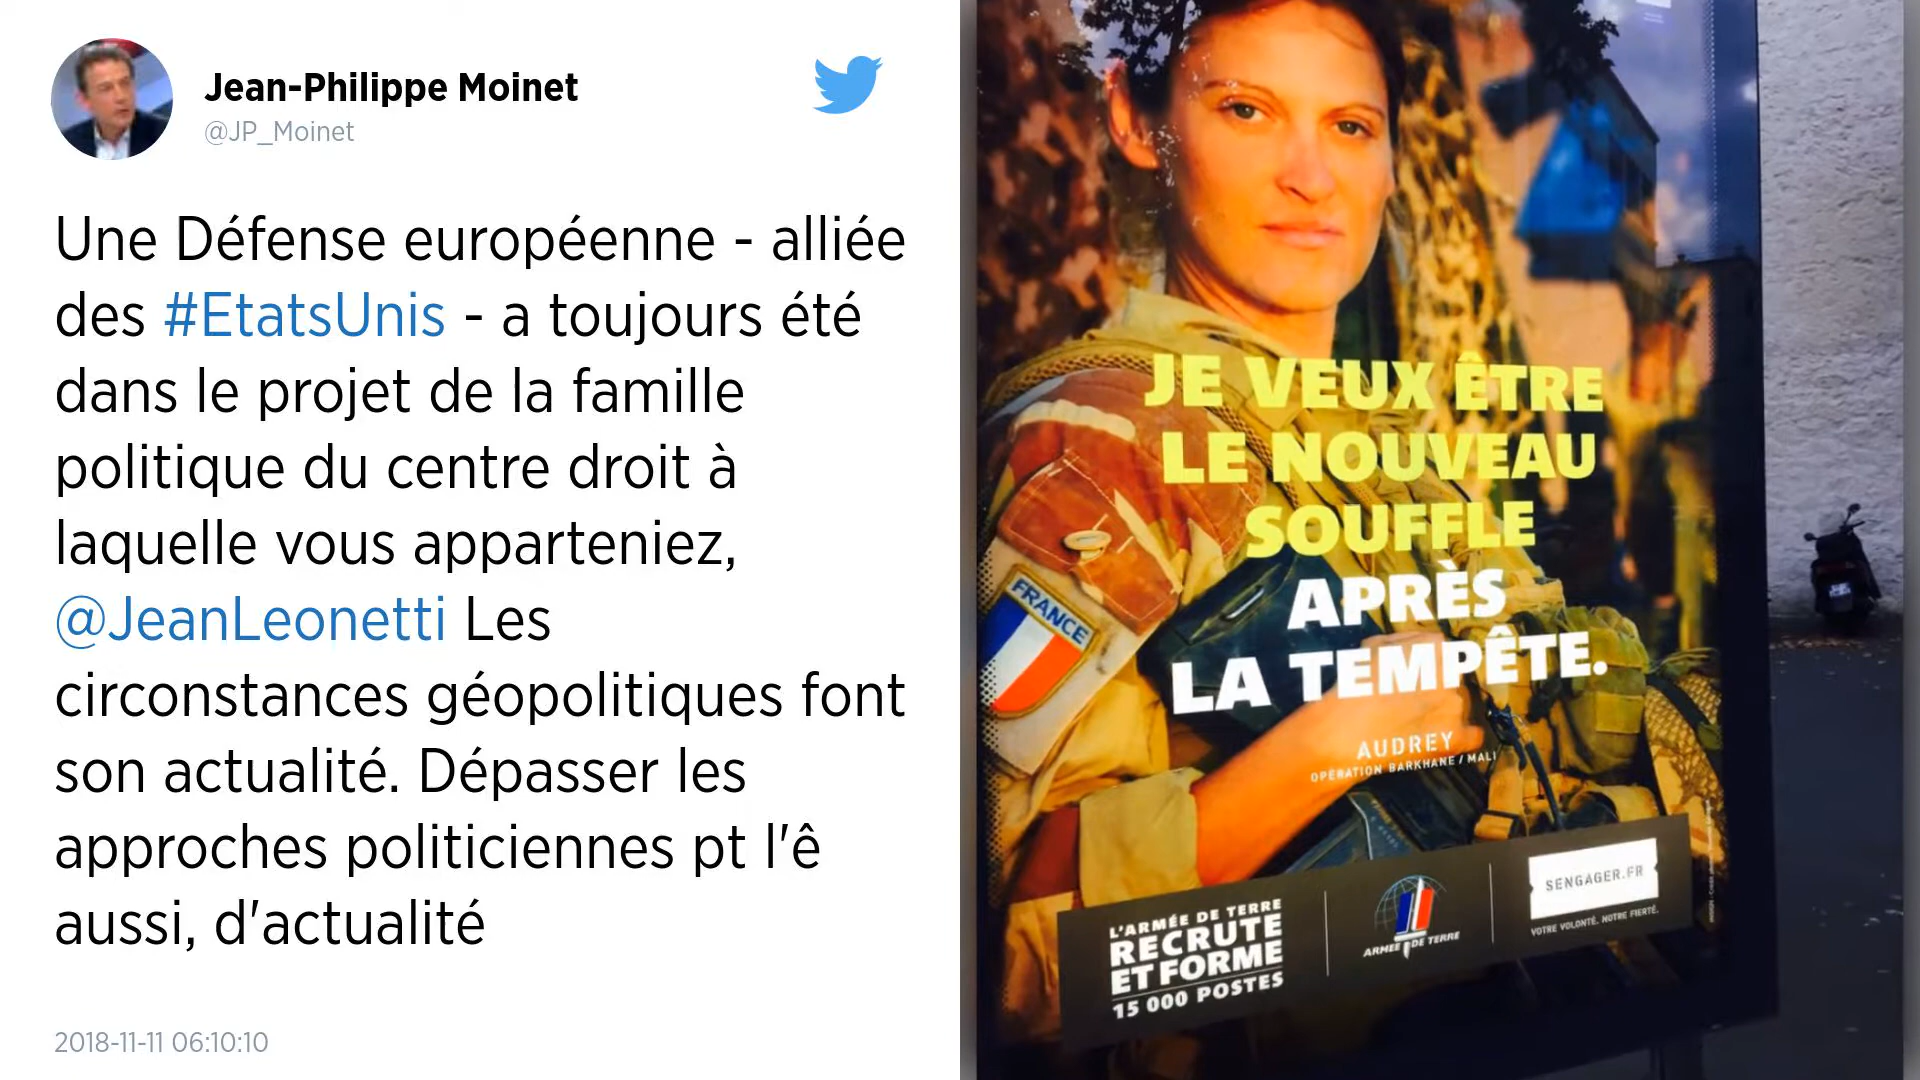 Jean-Philippe Moinet
@JP_Moinet
Une Défense européenne - alliée
des #EtatsUnis - a toujours été
dans le projet de la famille
politique du centre droit à
laquelle vous apparteniez,
@JeanLeonetti Les
circonstances géopolitiques font
son actualité. Dépasser les
approches politiciennes pt l'ê
aussi, d'actualité
2018-11-11 06:10:10
JE VEUX ÊTRE
LE NOUVEAU
SOUFFLE
APRÈS
LA TEMPÊTE.
AUDREY
OPÉRATION BARKHANE / MALI
FRANCE
L'ARMÉE DE TERRE
RECRUTE
ET FORME
15 000 POSTES
ARMÉE DE TERRE
SENGAGER.FR
VOTRE VOLONTÉ. NOTRE FIERTÉ.